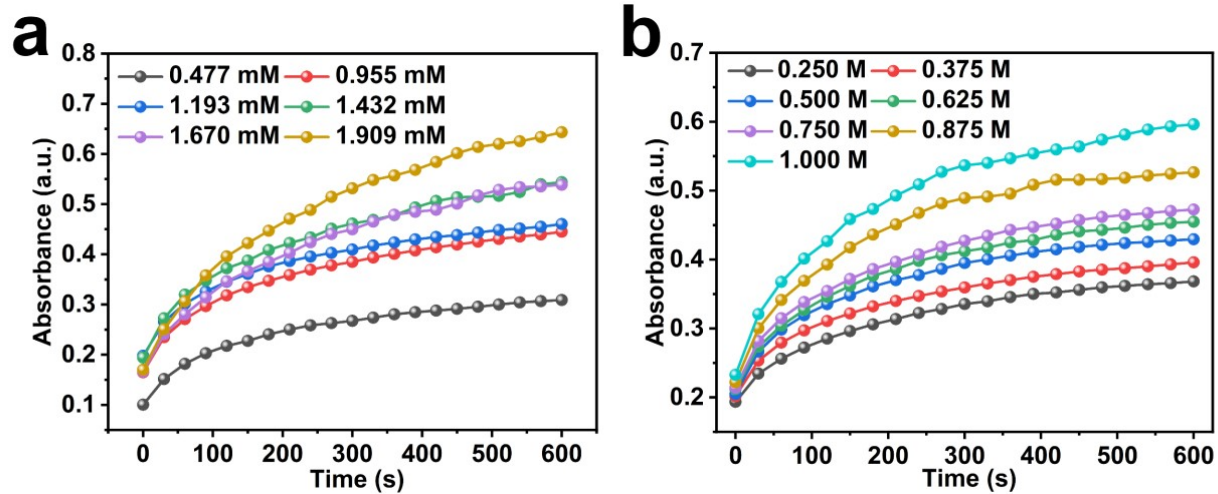 a
0.8
0.7
0.6
0.5
0.4
0.3
0.2
0.1
Absorbance (a.u.)
0.477 mM 0.955 mM
1.193 mM 1.432 mM
1.670 mM 1.909 mM
0 100 200 300 400 500 600
Time (s)
b
0.7
0.6
0.5
0.4
0.3
0.2
Absorbance (a.u.)
0.250 M 0.375 M
0.500 M 0.625 M
0.750 M 0.875 M
1.000 M
0 100 200 300 400 500 600
Time (s)